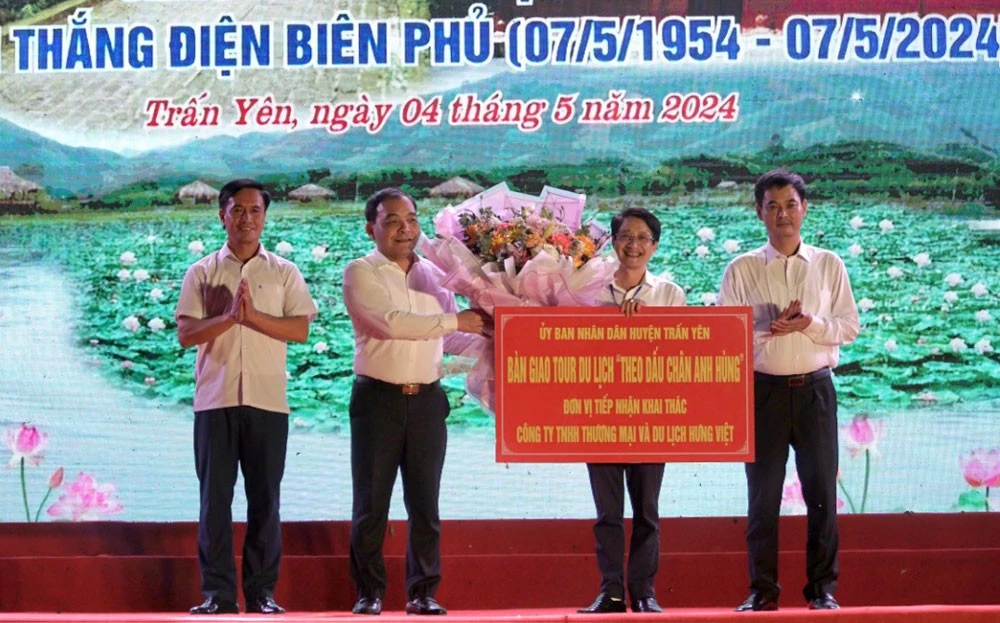 THẮNG ĐIỆN BIÊN PHỦ (07/5/1954 - 07/5/2024
Trấn Yên, ngày 04 tháng 5 năm 2024
ỦY BAN NHÂN DÂN HUYỆN TRẤN YÊN
BÀN GIAO TOUR DU LỊCH "THEO DẤU CHÂN ANH HÙNG"
ĐƠN VỊ TIẾP NHẬN KHAI THÁC
CÔNG TY TNHH THƯƠNG MẠI VÀ DU LỊCH HƯNG VIỆT